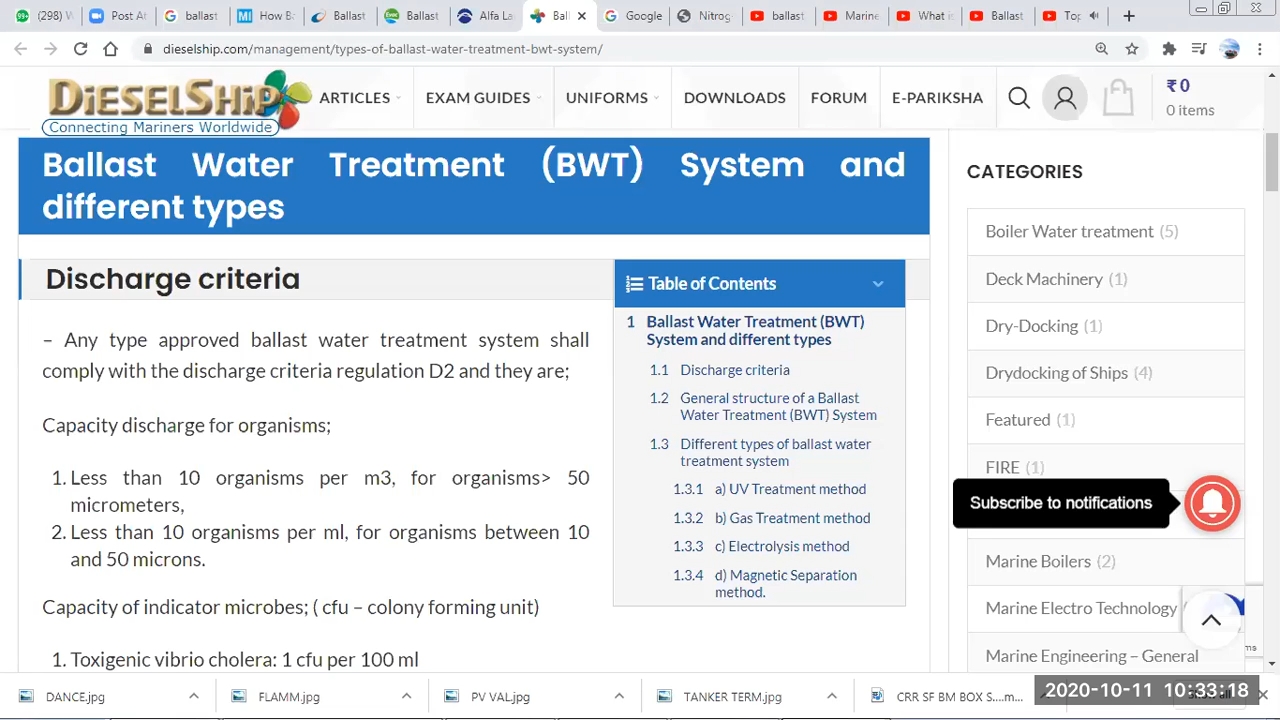 (298) W
Post At
ballast
How Ba
Ballast
Ballast
Alfa La
Bal
Google
Nitrog
ballast
Marine
What is
Ballast
Top
dieselship.com/management/types-of-ballast-water-treatment-bwt-system/
DIESELSHIP
Connecting Mariners Worldwide
ARTICLES
EXAM GUIDES
UNIFORMS
DOWNLOADS
FORUM
E-PARIKSHA
₹ 0
0 items
Ballast Water Treatment (BWT) System and
different types
Discharge criteria
– Any type approved ballast water treatment system shall
comply with the discharge criteria regulation D2 and they are;
Capacity discharge for organisms;
1. Less than 10 organisms per m3, for organisms> 50
micrometers,
2. Less than 10 organisms per ml, for organisms between 10
and 50 microns.
Capacity of indicator microbes; ( cfu – colony forming unit)
1. Toxigenic vibrio cholera: 1 cfu per 100 ml
Table of Contents
1 Ballast Water Treatment (BWT)
System and different types
1.1 Discharge criteria
1.2 General structure of a Ballast
Water Treatment (BWT) System
1.3 Different types of ballast water
treatment system
1.3.1 a) UV Treatment method
1.3.2 b) Gas Treatment method
1.3.3 c) Electrolysis method
1.3.4 d) Magnetic Separation
method.
CATEGORIES
Boiler Water treatment (5)
Deck Machinery (1)
Dry-Docking (1)
Drydocking of Ships (4)
Featured (1)
FIRE (1)
Subscribe to notifications
Marine Boilers (2)
Marine Electro Technology
Marine Engineering – General
DANCE.jpg
FLAMM.jpg
PV VAL.jpg
TANKER TERM.jpg
CRR SF BM BOX S....m...
2020-10-11 10:33:18